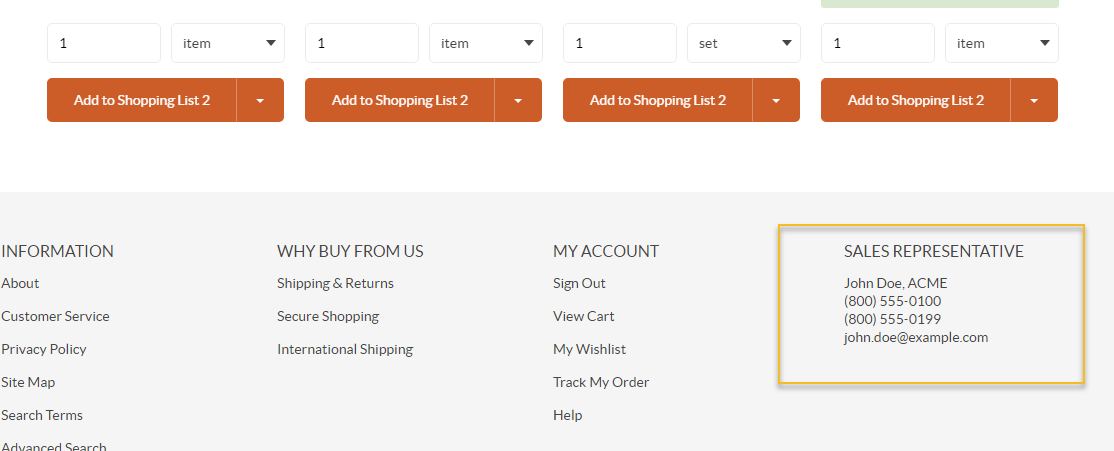 1 item 1 item 1 set 1 item
Add to Shopping List 2 Add to Shopping List 2 Add to Shopping List 2 Add to Shopping List 2
INFORMATION
About
Customer Service
Privacy Policy
Site Map
Search Terms
Advanced Search
WHY BUY FROM US
Shipping & Returns
Secure Shopping
International Shipping
MY ACCOUNT
Sign Out
View Cart
My Wishlist
Track My Order
Help
SALES REPRESENTATIVE
John Doe, ACME
(800) 555-0100
(800) 555-0199
john.doe@example.com